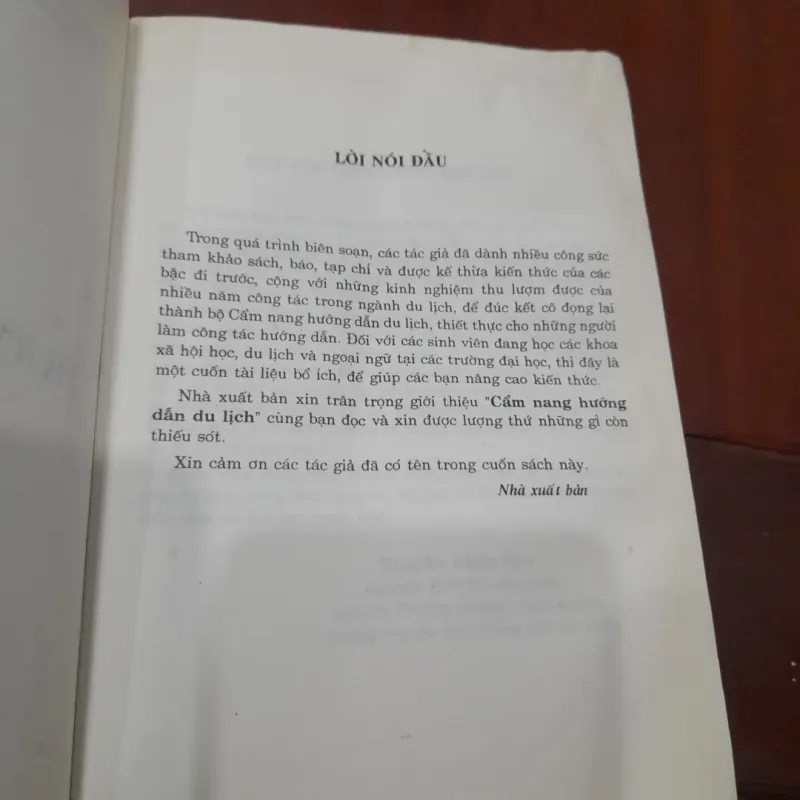 LỜI NÓI ĐẦU
Trong quá trình biên soạn, các tác giả đã dành nhiều công sức
tham khảo sách, báo, tạp chí và được kế thừa kiến thức của các
bậc đi trước, cộng với những kinh nghiệm thu lượm được của
nhiều năm công tác trong ngành du lịch, để đúc kết cô đọng lại
thành bộ Cẩm nang hướng dẫn du lịch, thiết thực cho những người
làm công tác hướng dẫn. Đối với các sinh viên đang học các khoa
xã hội học, du lịch và ngoại ngữ tại các trường đại học, thì đây là
một cuốn tài liệu bổ ích, để giúp các bạn nâng cao kiến thức.
Nhà xuất bản xin trân trọng giới thiệu "Cẩm nang hướng
dẫn du lịch" cùng bạn đọc và xin được lượng thứ những gì còn
thiếu sót.
Xin cảm ơn các tác giả đã có tên trong cuốn sách này.
Nhà xuất bản